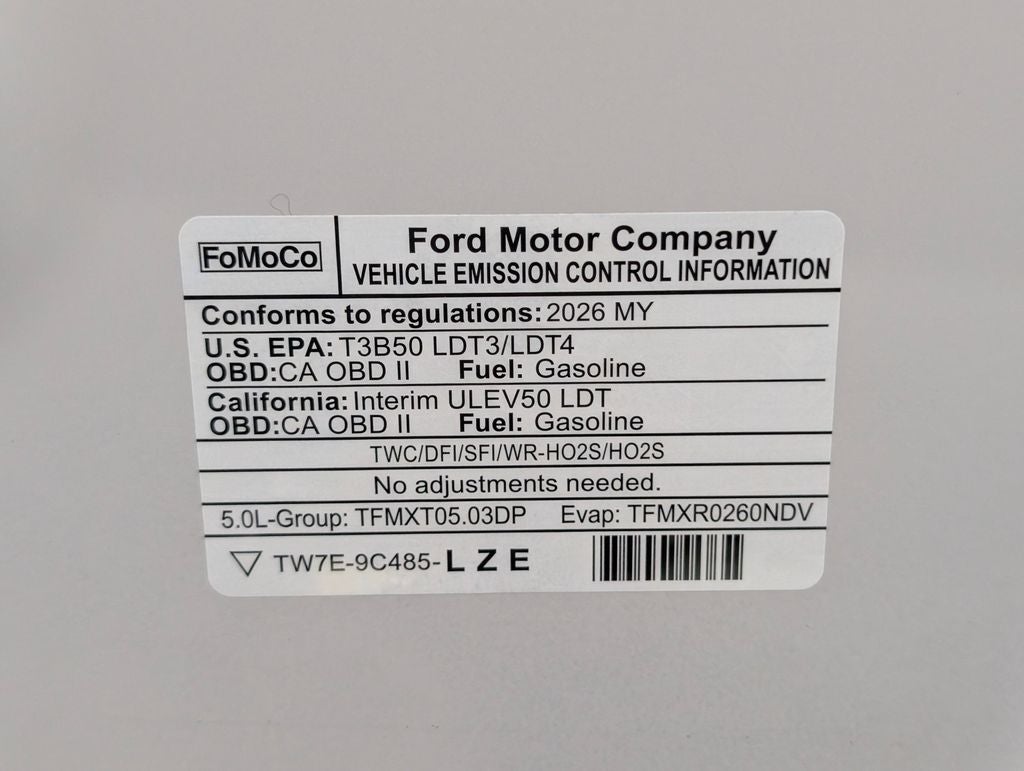 FoMoCo
Ford Motor Company
VEHICLE EMISSION CONTROL INFORMATION
Conforms to regulations: 2026 MY
U.S. EPA: T3B50 LDT3/LDT4
OBD: CA OBD II Fuel: Gasoline
California: Interim ULEV50 LDT
OBD: CA OBD II Fuel: Gasoline
TWC/DFI/SFI/WR-HO2S/HO2S
No adjustments needed.
5.0L-Group: TFMXT05.03DP Evap: TFMXR0260NDV
TW7E-9C485-L Z E